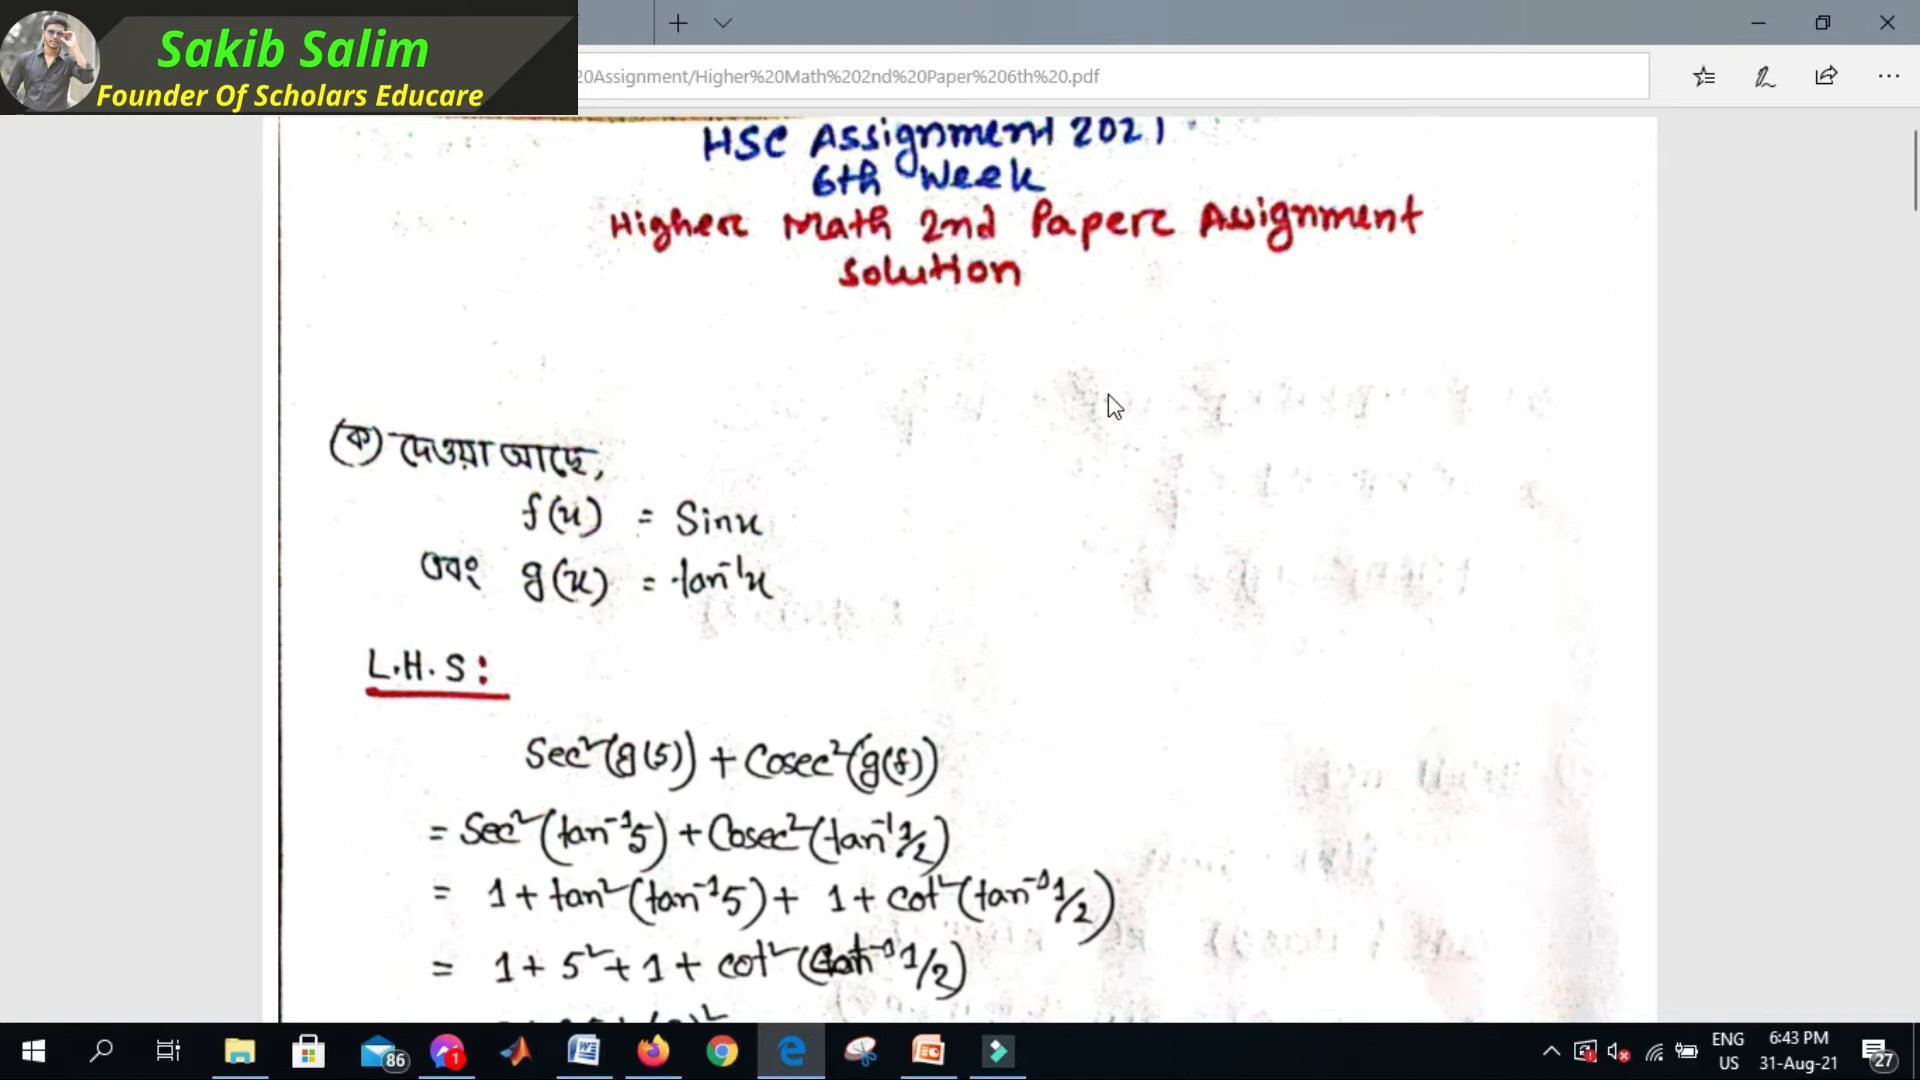 Sakib Salim
Founder Of Scholars Educare
20Assignment/Higher%20Math%202nd%20Paper%206th%20.pdf
HSC Assignment 2021
6th Week
Higher Math 2nd Paper Assignment
Solution
(ক) দেওয়া আছে,
f(x) = Sinx
এবং g(x) = tan⁻¹x
L.H.S:
Sec²(g(5)) + Cosec²(g(
= Sec²(tan⁻¹5) + Cosec²(tan⁻¹1/2)
= 1 + tan²(tan⁻¹5) + 1 + cot²(tan⁻¹1/2)
= 1 + 5² + 1 + cot²(cot⁻¹1/2)
86
1
ENG
US
6:43 PM
31-Aug-21
27